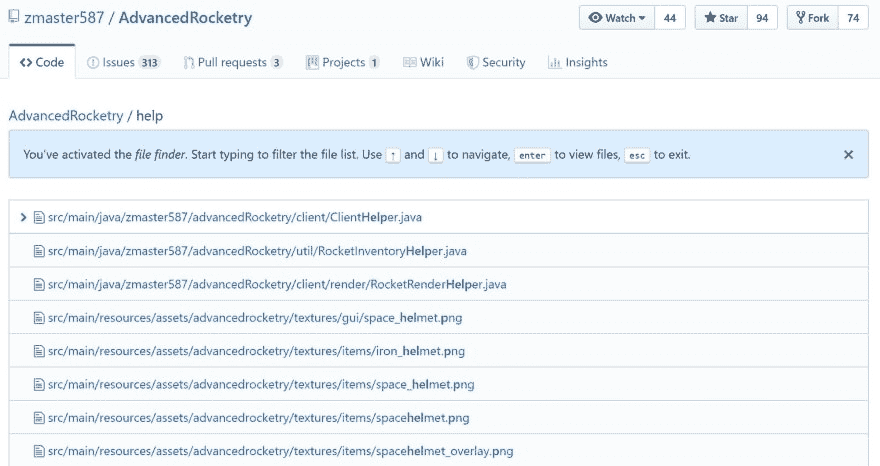 zmaster587 / AdvancedRocketry Watch 44 Star 94 Fork 74
Code Issues 313 Pull requests 3 Projects 1 Wiki Security Insights
AdvancedRocketry / help
You've activated the file finder. Start typing to filter the file list. Use ↑ and ↓ to navigate, enter to view files, esc to exit.
src/main/java/zmaster587/advancedRocketry/client/ClientHelper.java
src/main/java/zmaster587/advancedRocketry/util/RocketInventoryHelper.java
src/main/java/zmaster587/advancedRocketry/client/render/RocketRenderHelper.java
src/main/resources/assets/advancedrocketry/textures/gui/space_helmet.png
src/main/resources/assets/advancedrocketry/textures/items/iron_helmet.png
src/main/resources/assets/advancedrocketry/textures/items/space_helmet.png
src/main/resources/assets/advancedrocketry/textures/items/spacehelmet.png
src/main/resources/assets/advancedrocketry/textures/items/spacehelmet_overlay.png